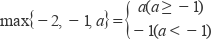 max{−2, −1, a} = { a(a ≥ −1)
−1(a < −1)